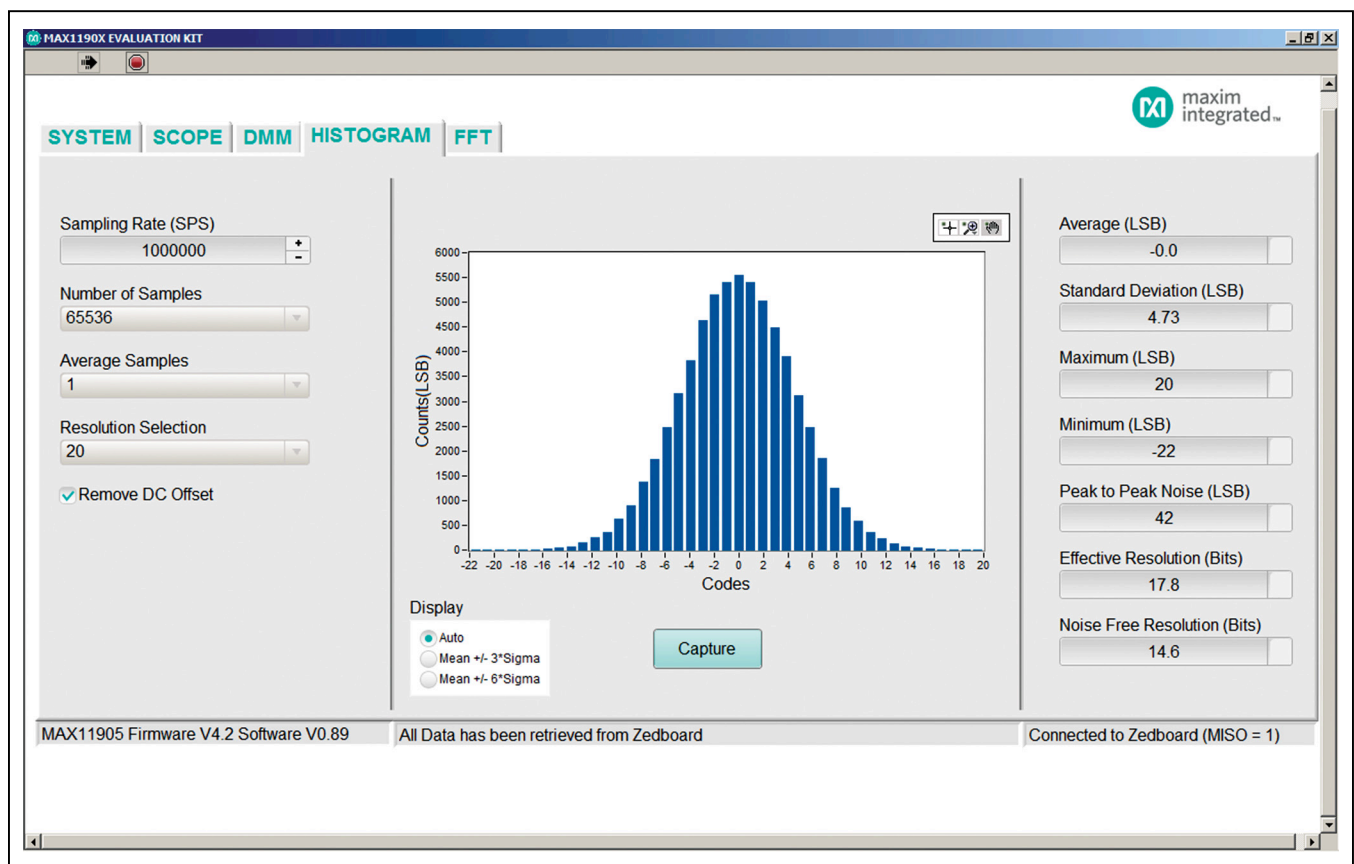 MAX1190X EVALUATION KIT
maxim
integrated™
SYSTEM SCOPE DMM HISTOGRAM FFT
Sampling Rate (SPS)
1000000
Number of Samples
65536
Average Samples
1
Resolution Selection
20
Remove DC Offset
6000
5500
5000
4500
4000
3500
3000
2500
2000
1500
1000
500
0
Counts(LSB)
-22 -20 -18 -16 -14 -12 -10 -8 -6 -4 -2 0 2 4 6 8 10 12 14 16 18 20
Codes
Display
Auto
Mean +/- 3*Sigma
Mean +/- 6*Sigma
Capture
Average (LSB)
-0.0
Standard Deviation (LSB)
4.73
Maximum (LSB)
20
Minimum (LSB)
-22
Peak to Peak Noise (LSB)
42
Effective Resolution (Bits)
17.8
Noise Free Resolution (Bits)
14.6
MAX11905 Firmware V4.2 Software V0.89
All Data has been retrieved from Zedboard
Connected to Zedboard (MISO = 1)